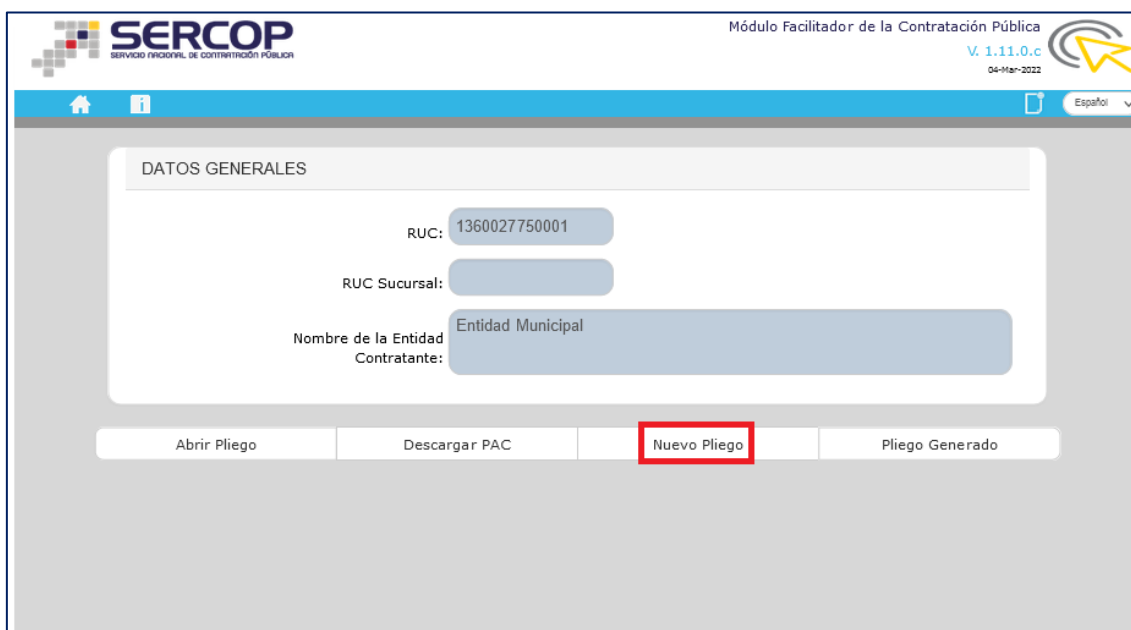 SERCOP
SERVICIO NACIONAL DE CONTRATACIÓN PÚBLICA
Módulo Facilitador de la Contratación Pública
V. 1.11.0.c
04-Mar-2022
Español
DATOS GENERALES
RUC: 1360027750001
RUC Sucursal:
Nombre de la Entidad
Contratante:
Entidad Municipal
Abrir Pliego
Descargar PAC
Nuevo Pliego
Pliego Generado